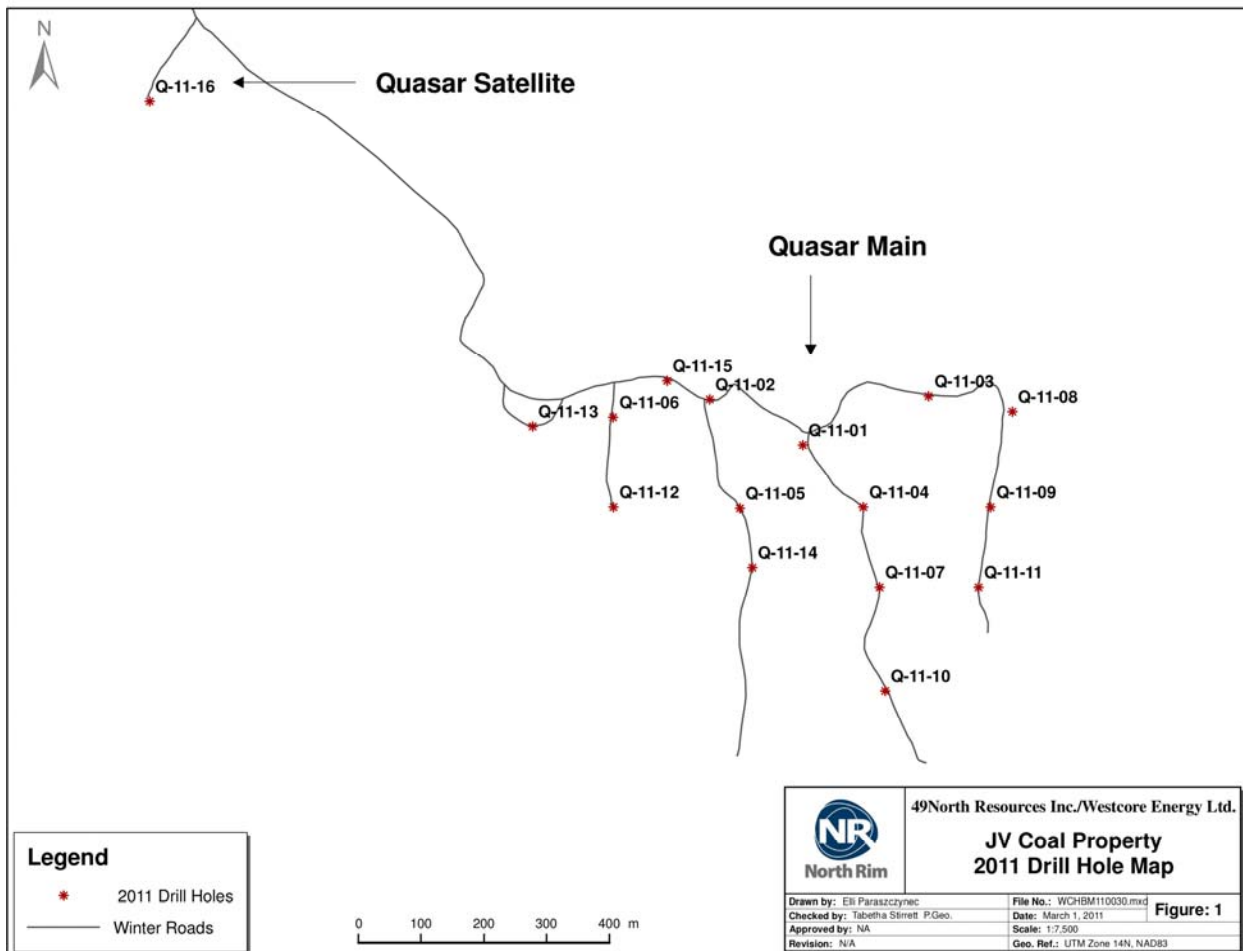 N
Q-11-16
Quasar Satellite
Quasar Main
Q-11-15
Q-11-02
Q-11-03
Q-11-08
Q-11-13
Q-11-06
Q-11-01
Q-11-12
Q-11-05
Q-11-04
Q-11-09
Q-11-14
Q-11-07
Q-11-11
Q-11-10
Legend
2011 Drill Holes
Winter Roads
0 100 200 300 400 m
NR
North Rim
49North Resources Inc./Westcore Energy Ltd.
JV Coal Property
2011 Drill Hole Map
Drawn by: Elli Paraszczynec
Checked by: Tabetha Stirrett P.Geo.
Approved by: NA
Revision: N/A
File No.: WCHBM110030.mxd
Date: March 1, 2011
Scale: 1:7,500
Geo. Ref.: UTM Zone 14N, NAD83
Figure: 1